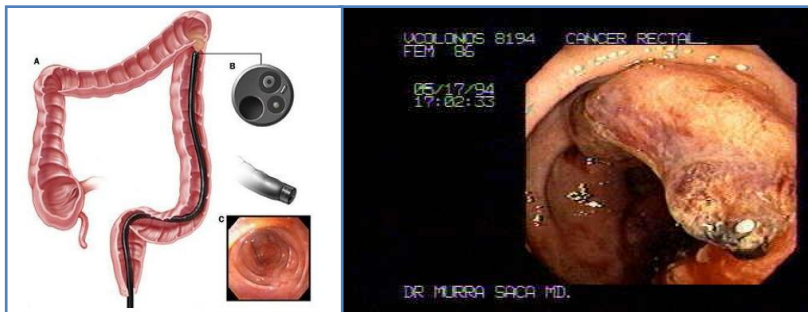 A
B
C
VCOLONOS 8194 CANCER RECTAL
FEM 86
05/17/94
17:02:33
DR MURRA SACA MD.